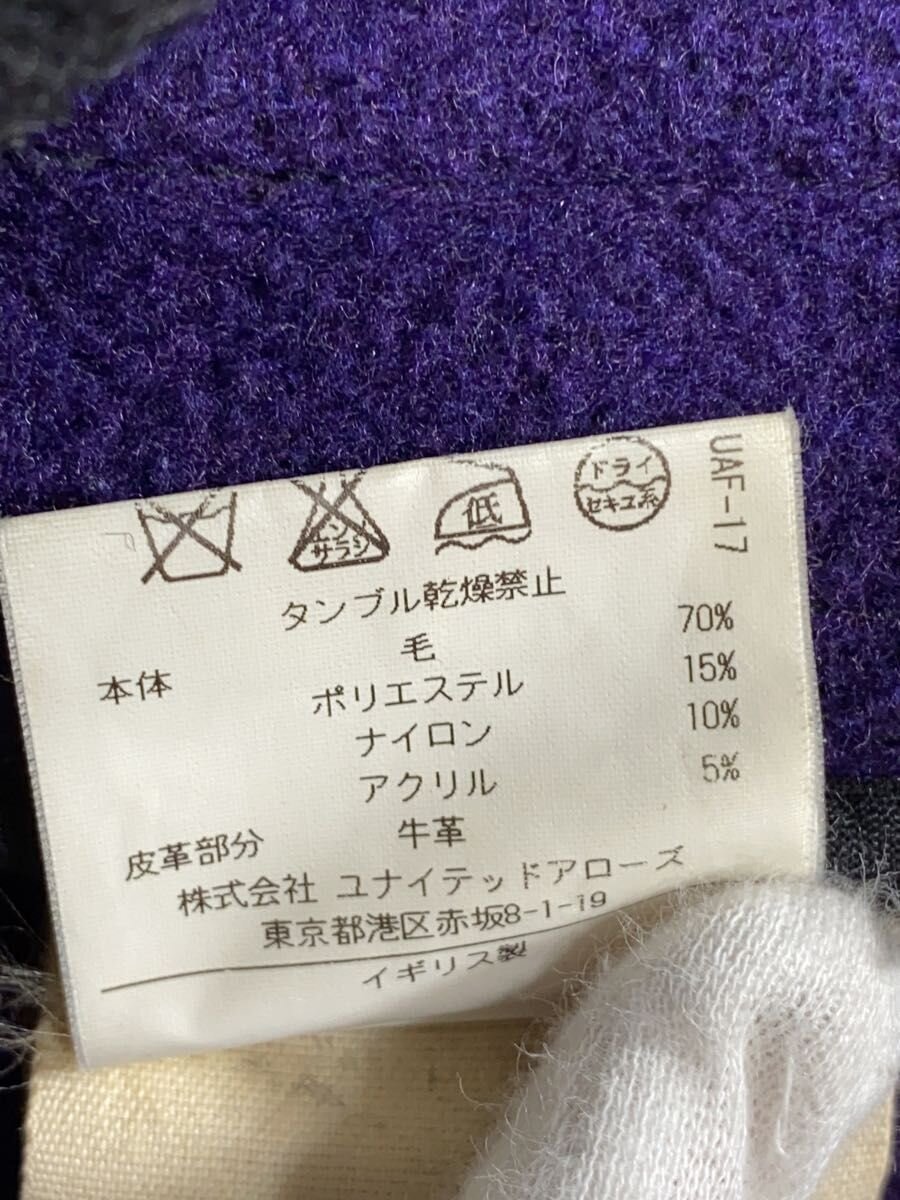 エンソ
サラシ
低
ドライ
セキユ系
UAF-17
タンブル乾燥禁止
本体 毛 70%
ポリエステル 15%
ナイロン 10%
アクリル 5%
皮革部分 牛革
株式会社 ユナイテッドアローズ
東京都港区赤坂8-1-19
イギリス製